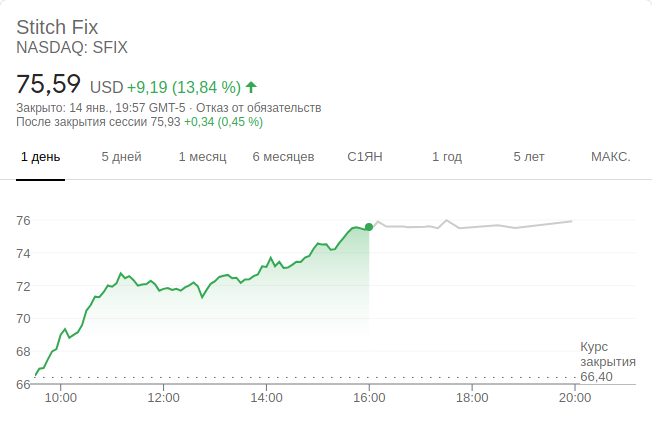 Stitch Fix
NASDAQ: SFIX
75,59 USD +9,19 (13,84 %)
Закрыто: 14 янв., 19:57 GMT-5 · Отказ от обязательств
После закрытия сессии 75,93 +0,34 (0,45 %)
1 день 5 дней 1 месяц 6 месяцев С1ЯН 1 год 5 лет МАКС.
76
74
72
70
68
66
Курс
закрытия
66,40
10:00 12:00 14:00 16:00 18:00 20:00